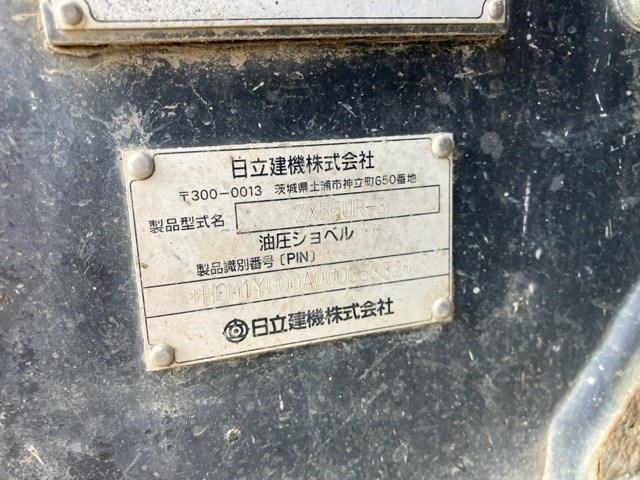 日立建機株式会社
〒300-0013 茨城県土浦市神立町650番地
製品型式名 ZX55UR-3
油圧ショベル
製品識別番号〔PIN〕
日立建機株式会社